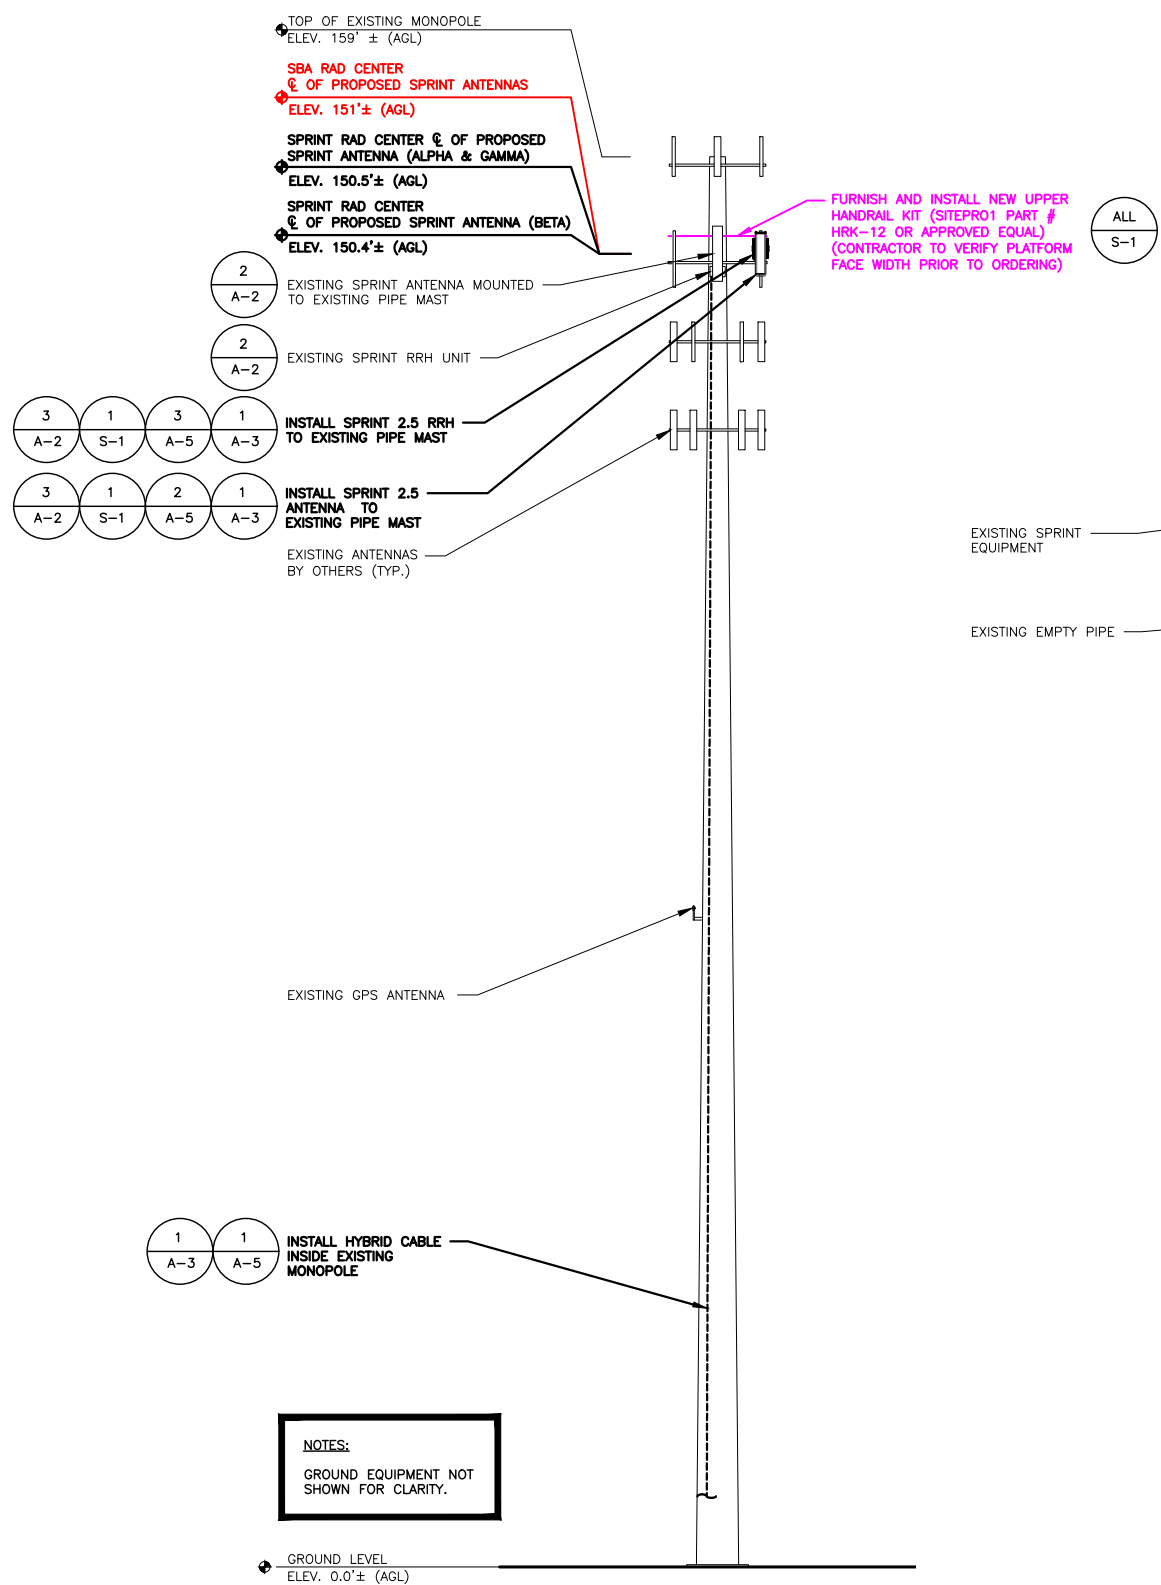 TOP OF EXISTING MONOPOLE
ELEV. 159' ± (AGL)
SBA RAD CENTER
℄ OF PROPOSED SPRINT ANTENNAS
ELEV. 151'± (AGL)
SPRINT RAD CENTER ℄ OF PROPOSED
SPRINT ANTENNA (ALPHA & GAMMA)
ELEV. 150.5'± (AGL)
SPRINT RAD CENTER
℄ OF PROPOSED SPRINT ANTENNA (BETA)
ELEV. 150.4'± (AGL)
FURNISH AND INSTALL NEW UPPER
HANDRAIL KIT (SITEPRO1 PART #
HRK-12 OR APPROVED EQUAL)
(CONTRACTOR TO VERIFY PLATFORM
FACE WIDTH PRIOR TO ORDERING)
ALL
S-1
2
A-2
EXISTING SPRINT ANTENNA MOUNTED
TO EXISTING PIPE MAST
2
A-2
EXISTING SPRINT RRH UNIT
3 1 3 1
A-2 S-1 A-5 A-3
INSTALL SPRINT 2.5 RRH
TO EXISTING PIPE MAST
3 1 2 1
A-2 S-1 A-5 A-3
INSTALL SPRINT 2.5
ANTENNA TO
EXISTING PIPE MAST
EXISTING ANTENNAS
BY OTHERS (TYP.)
EXISTING SPRINT
EQUIPMENT
EXISTING EMPTY PIPE
EXISTING GPS ANTENNA
1 1
A-3 A-5
INSTALL HYBRID CABLE
INSIDE EXISTING
MONOPOLE
NOTES:
GROUND EQUIPMENT NOT
SHOWN FOR CLARITY.
GROUND LEVEL
ELEV. 0.0'± (AGL)